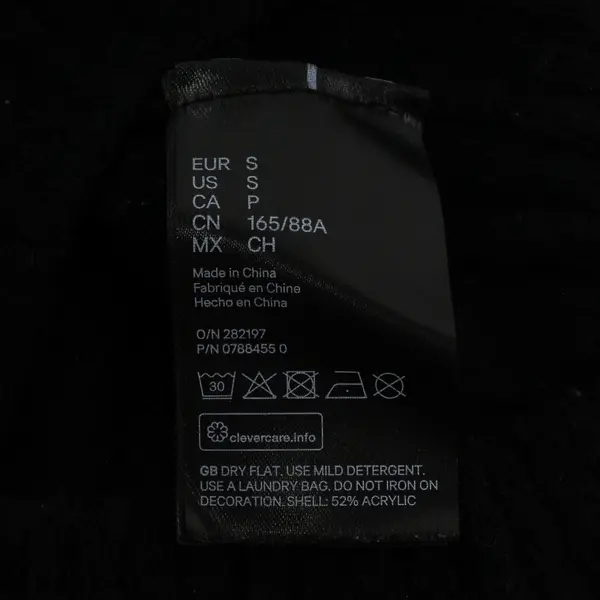 EUR S
US S
CA P
CN 165/88A
MX CH
Made in China
Fabriqué en Chine
Hecho en China
O/N 282197
P/N 0788455 0
30
clevercare.info
GB DRY FLAT. USE MILD DETERGENT.
USE A LAUNDRY BAG. DO NOT IRON ON
DECORATION. SHELL: 52% ACRYLIC